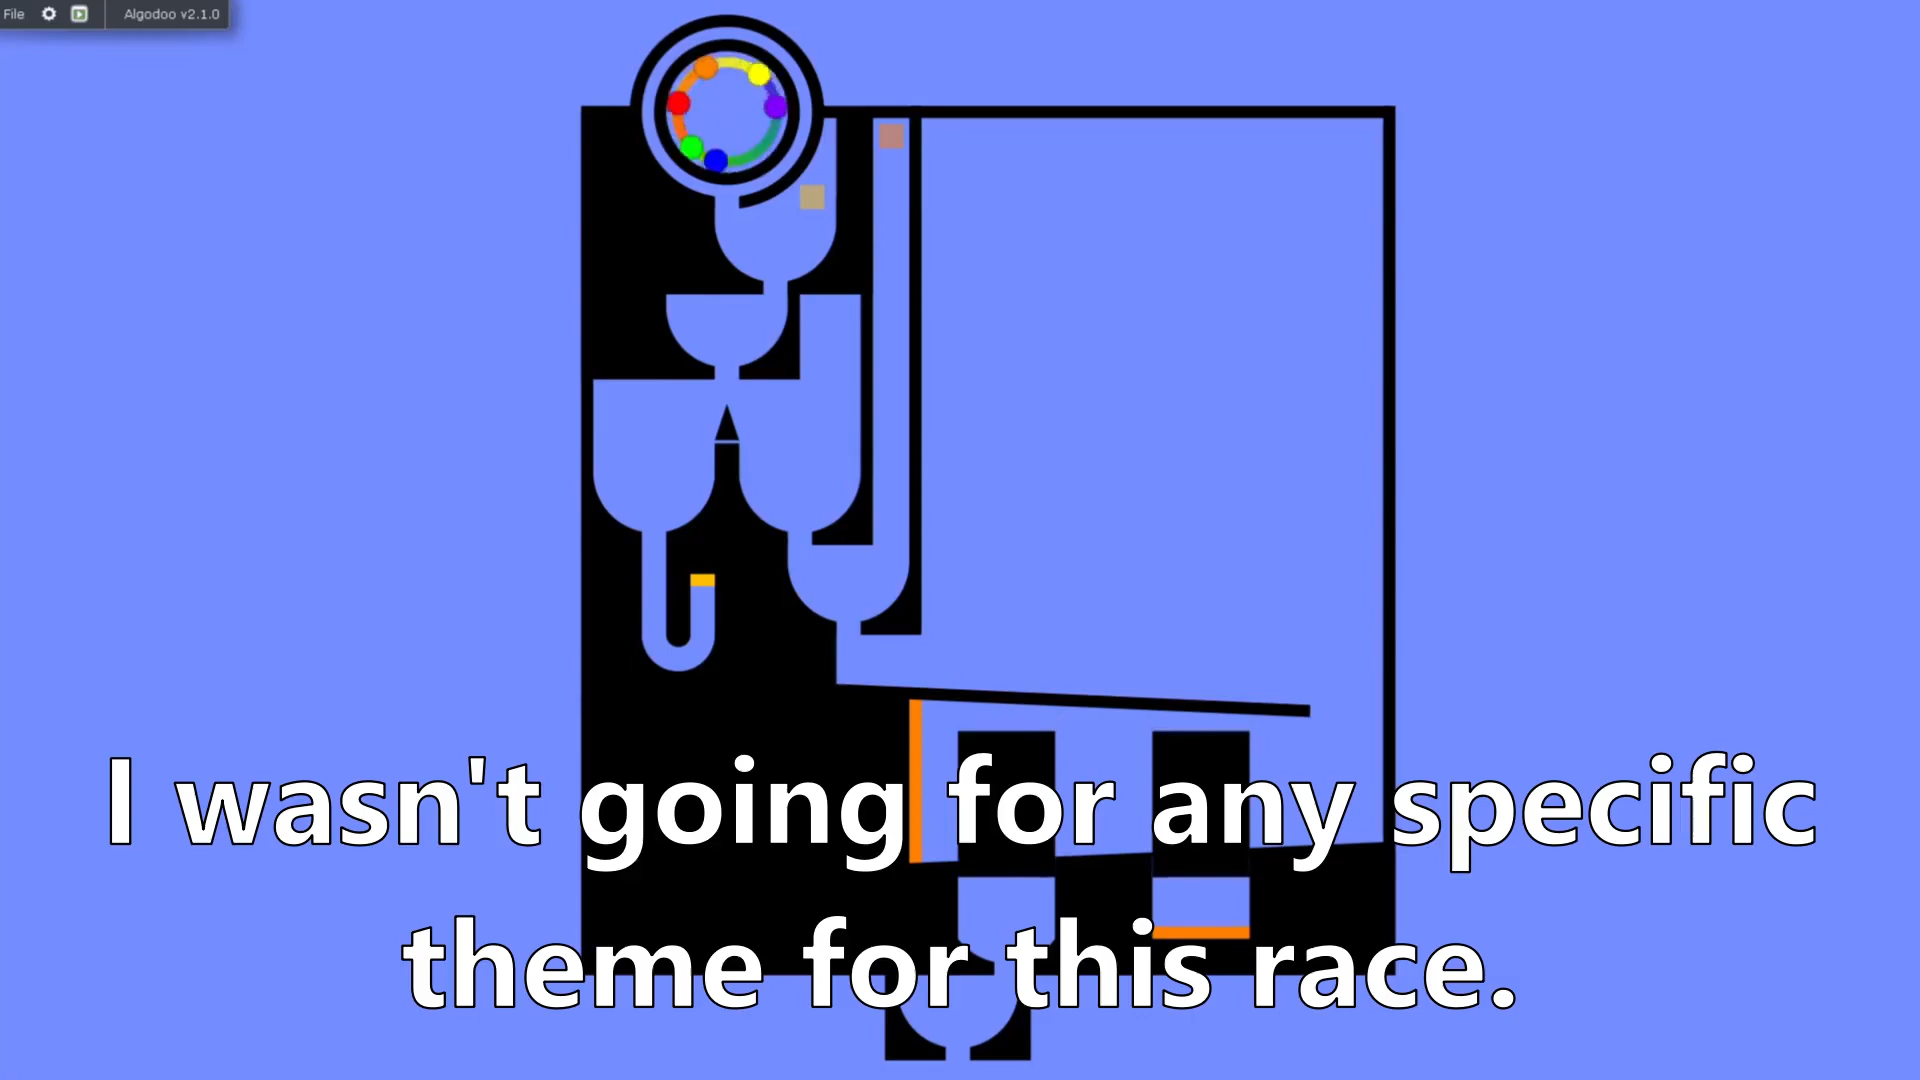 File Algodoo v2.1.0
I wasn't going for any specific
theme for this race.